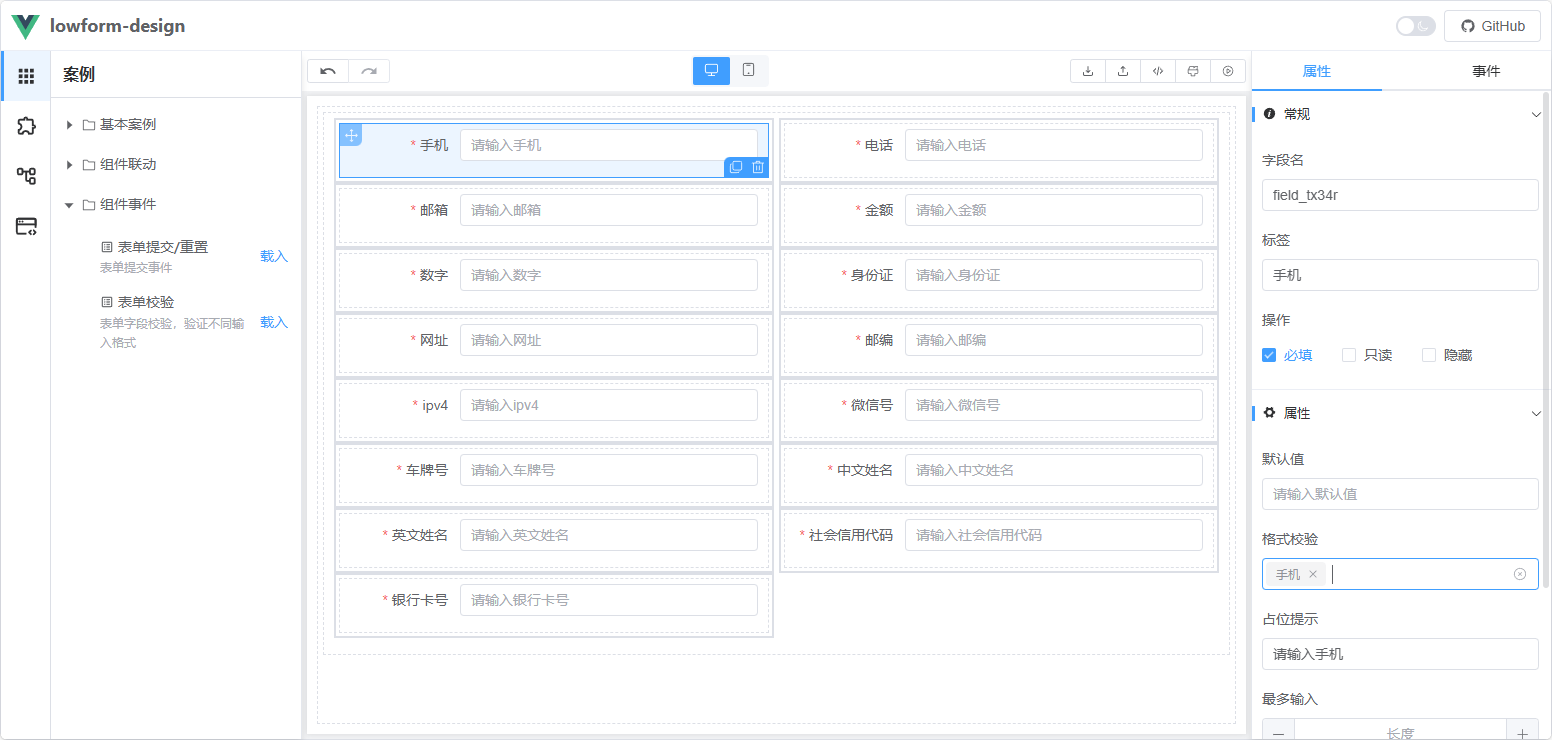 lowform-design
GitHub
案例
基本案例
组件联动
组件事件
表单提交/重置
表单提交事件
载入
表单校验
表单字段校验，验证不同输
入格式
载入
* 手机 请输入手机
* 电话 请输入电话
* 邮箱 请输入邮箱
* 金额 请输入金额
* 数字 请输入数字
* 身份证 请输入身份证
* 网址 请输入网址
* 邮编 请输入邮编
* ipv4 请输入ipv4
* 微信号 请输入微信号
* 车牌号 请输入车牌号
* 中文姓名 请输入中文姓名
* 英文姓名 请输入英文姓名
* 社会信用代码 请输入社会信用代码
* 银行卡号 请输入银行卡号
属性 事件
常规
字段名
field_tx34r
标签
手机
操作
必填 只读 隐藏
属性
默认值
请输入默认值
格式校验
手机
占位提示
请输入手机
最多输入
长度